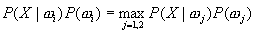 P(X | ω_i)P(ω_i) = max_{j=1,2} P(X | ω_j)P(ω_j)